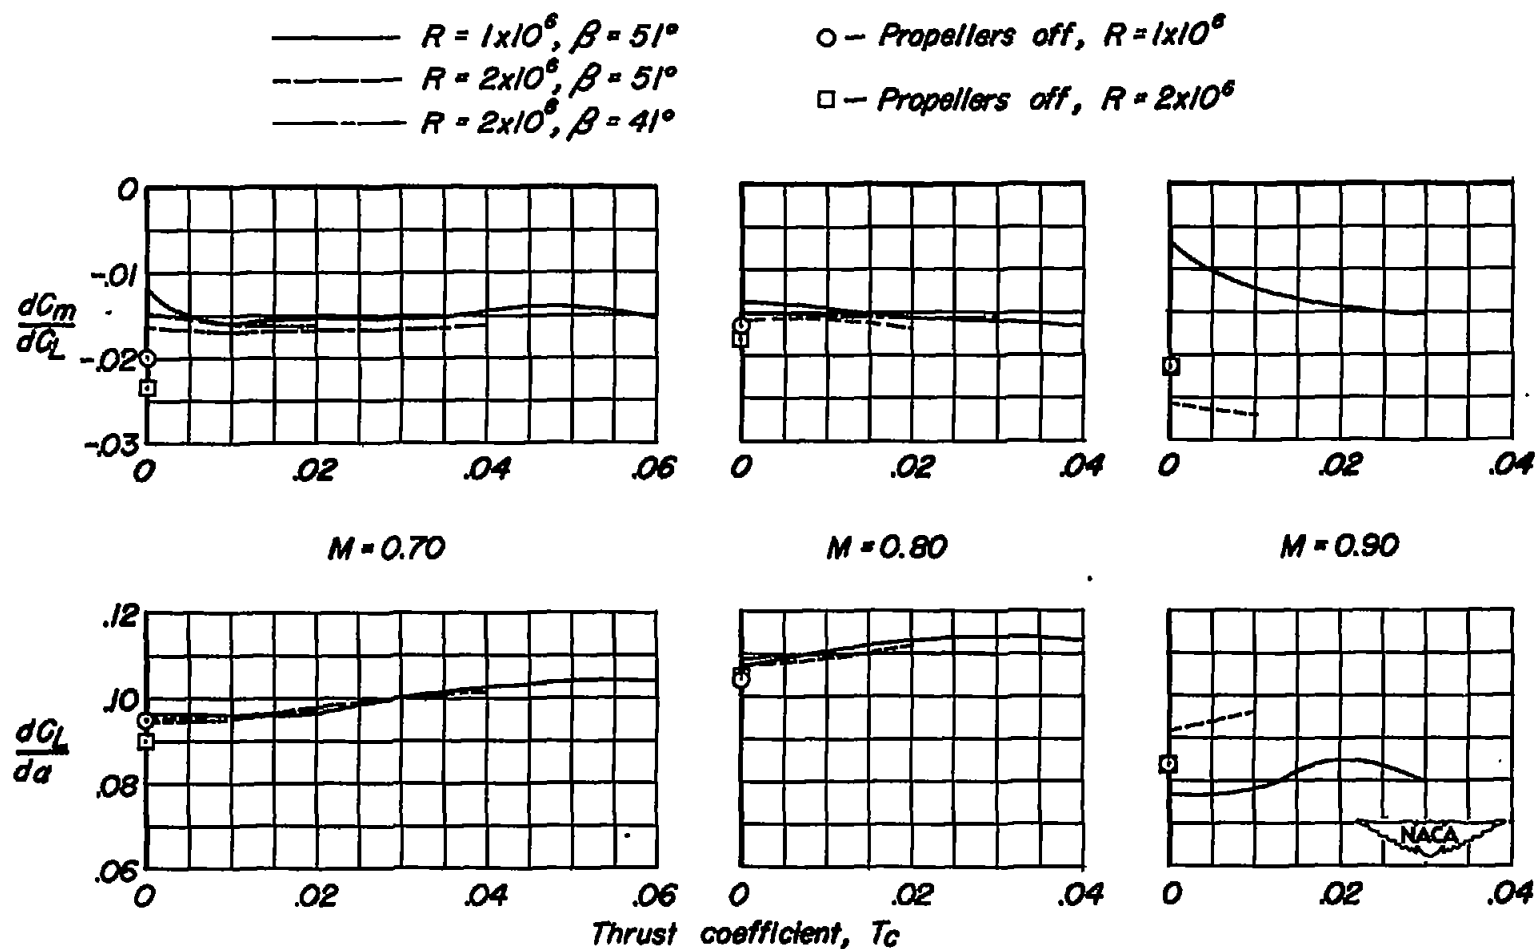 R = 1x10⁶, β = 51°
R = 2x10⁶, β = 51°
R = 2x10⁶, β = 41°
○ – Propellers off, R = 1x10⁶
□ – Propellers off, R = 2x10⁶
0
-.01
-.02
-.03
dCm
dCL
0 .02 .04 .06
0 .02 .04
0 .02 .04
M = 0.70
M = 0.80
M = 0.90
.12
.10
.08
.06
dCL
dα
NACA
0 .02 .04 .06
0 .02 .04
0 .02 .04
Thrust coefficient, Tc